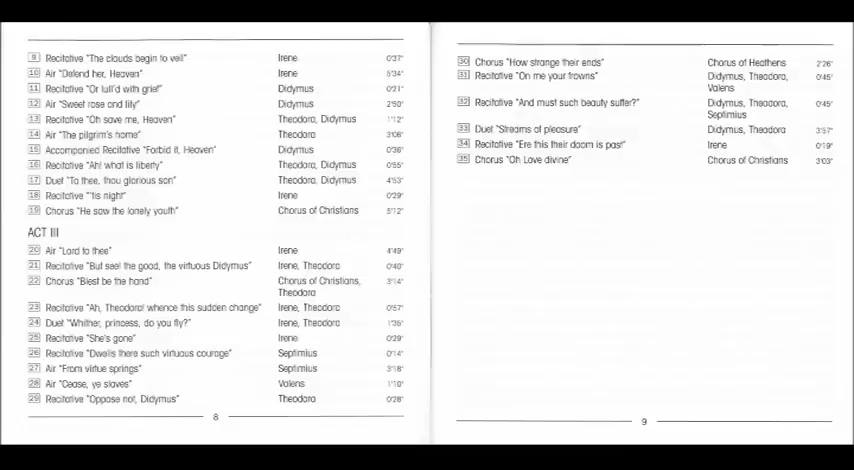 9 Recitative "The clouds begin to veil" Irene 0'37"
10 Air "Defend her, Heaven" Irene 5'34"
11 Recitative "Or lull'd with grief" Didymus 0'21"
12 Air "Sweet rose and lily" Didymus 2'50"
13 Recitative "Oh save me, Heaven" Theodora, Didymus 1'12"
14 Air "The pilgrim's home" Theodora 3'06"
15 Accompanied Recitative "Forbid it, Heaven" Didymus 0'36"
16 Recitative "Ah! what is liberty" Theodora, Didymus 0'55"
17 Duet "To thee, thou glorious son" Theodora, Didymus 4'53"
18 Recitative "'Tis night" Irene 0'29"
19 Chorus "He saw the lonely youth" Chorus of Christians 5'12"
ACT III
20 Air "Lord to thee" Irene 4'49"
21 Recitative "But see! the good, the virtuous Didymus" Irene, Theodora 0'40"
22 Chorus "Blest be the hand" Chorus of Christians, 3'14"
Theodora
23 Recitative "Ah, Theodora! whence this sudden change" Irene, Theodora 0'57"
24 Duet "Whither, princess, do you fly?" Irene, Theodora 1'35"
25 Recitative "She's gone" Irene 0'29"
26 Recitative "Dwells there such virtuous courage" Septimius 0'14"
27 Air "From virtue springs" Septimius 3'18"
28 Air "Cease, ye slaves" Valens 1'10"
29 Recitative "Oppose not, Didymus" Theodora 0'28"
8
30 Chorus "How strange their ends" Chorus of Heathens 2'26"
31 Recitative "On me your frowns" Didymus, Theodora, 0'45"
Valens
32 Recitative "And must such beauty suffer?" Didymus, Theodora, 0'45"
Septimius
33 Duet "Streams of pleasure" Didymus, Theodora 3'57"
34 Recitative "Ere this their doom is past" Irene 0'19"
35 Chorus "Oh Love divine" Chorus of Christians 3'03"
9